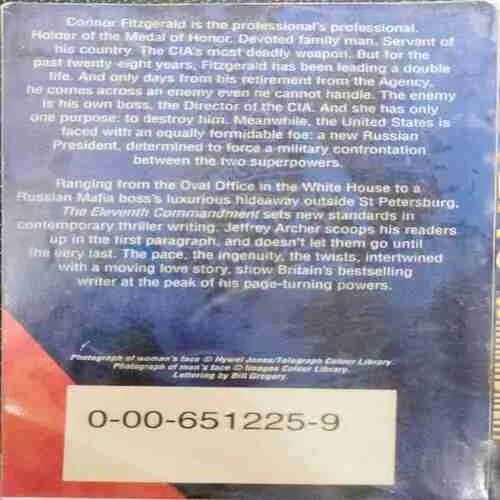 Connor Fitzgerald is the professional's professional.
Holder of the Medal of Honor. Devoted family man. Servant of
his country. The CIA's most deadly weapon. But for the
past twenty-eight years, Fitzgerald has been leading a double
life. And only days from his retirement from the Agency,
he comes across an enemy even he cannot handle. The enemy
is his own boss, the Director of the CIA. And she has only
one purpose: to destroy him. Meanwhile, the United States is
faced with an equally formidable foe: a new Russian
President, determined to force a military confrontation
between the two superpowers.
Ranging from the Oval Office in the White House to a
Russian Mafia boss's luxurious hideaway outside St Petersburg,
The Eleventh Commandment sets new standards in
contemporary thriller writing. Jeffrey Archer scoops his readers
up in the first paragraph, and doesn't let them go until
the very last. The pace, the ingenuity, the twists, intertwined
with a moving love story, show Britain's bestselling
writer at the peak of his page-turning powers.
Photograph of woman's face © Hywel Jones/Telegraph Colour Library.
Photograph of man's face © Images Colour Library.
Lettering by Bill Gregory.
0-00-651225-9